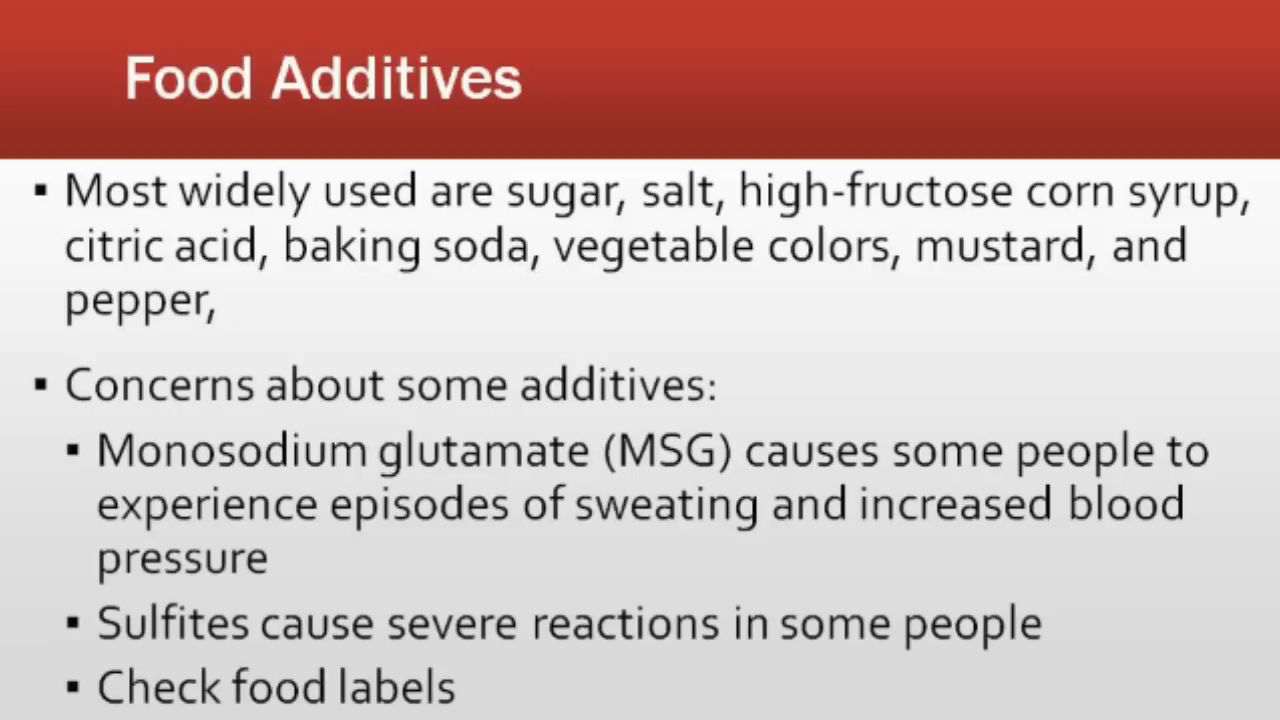 Food Additives
▪ Most widely used are sugar, salt, high-fructose corn syrup,
citric acid, baking soda, vegetable colors, mustard, and
pepper,
▪ Concerns about some additives:
▪ Monosodium glutamate (MSG) causes some people to
experience episodes of sweating and increased blood
pressure
▪ Sulfites cause severe reactions in some people
▪ Check food labels